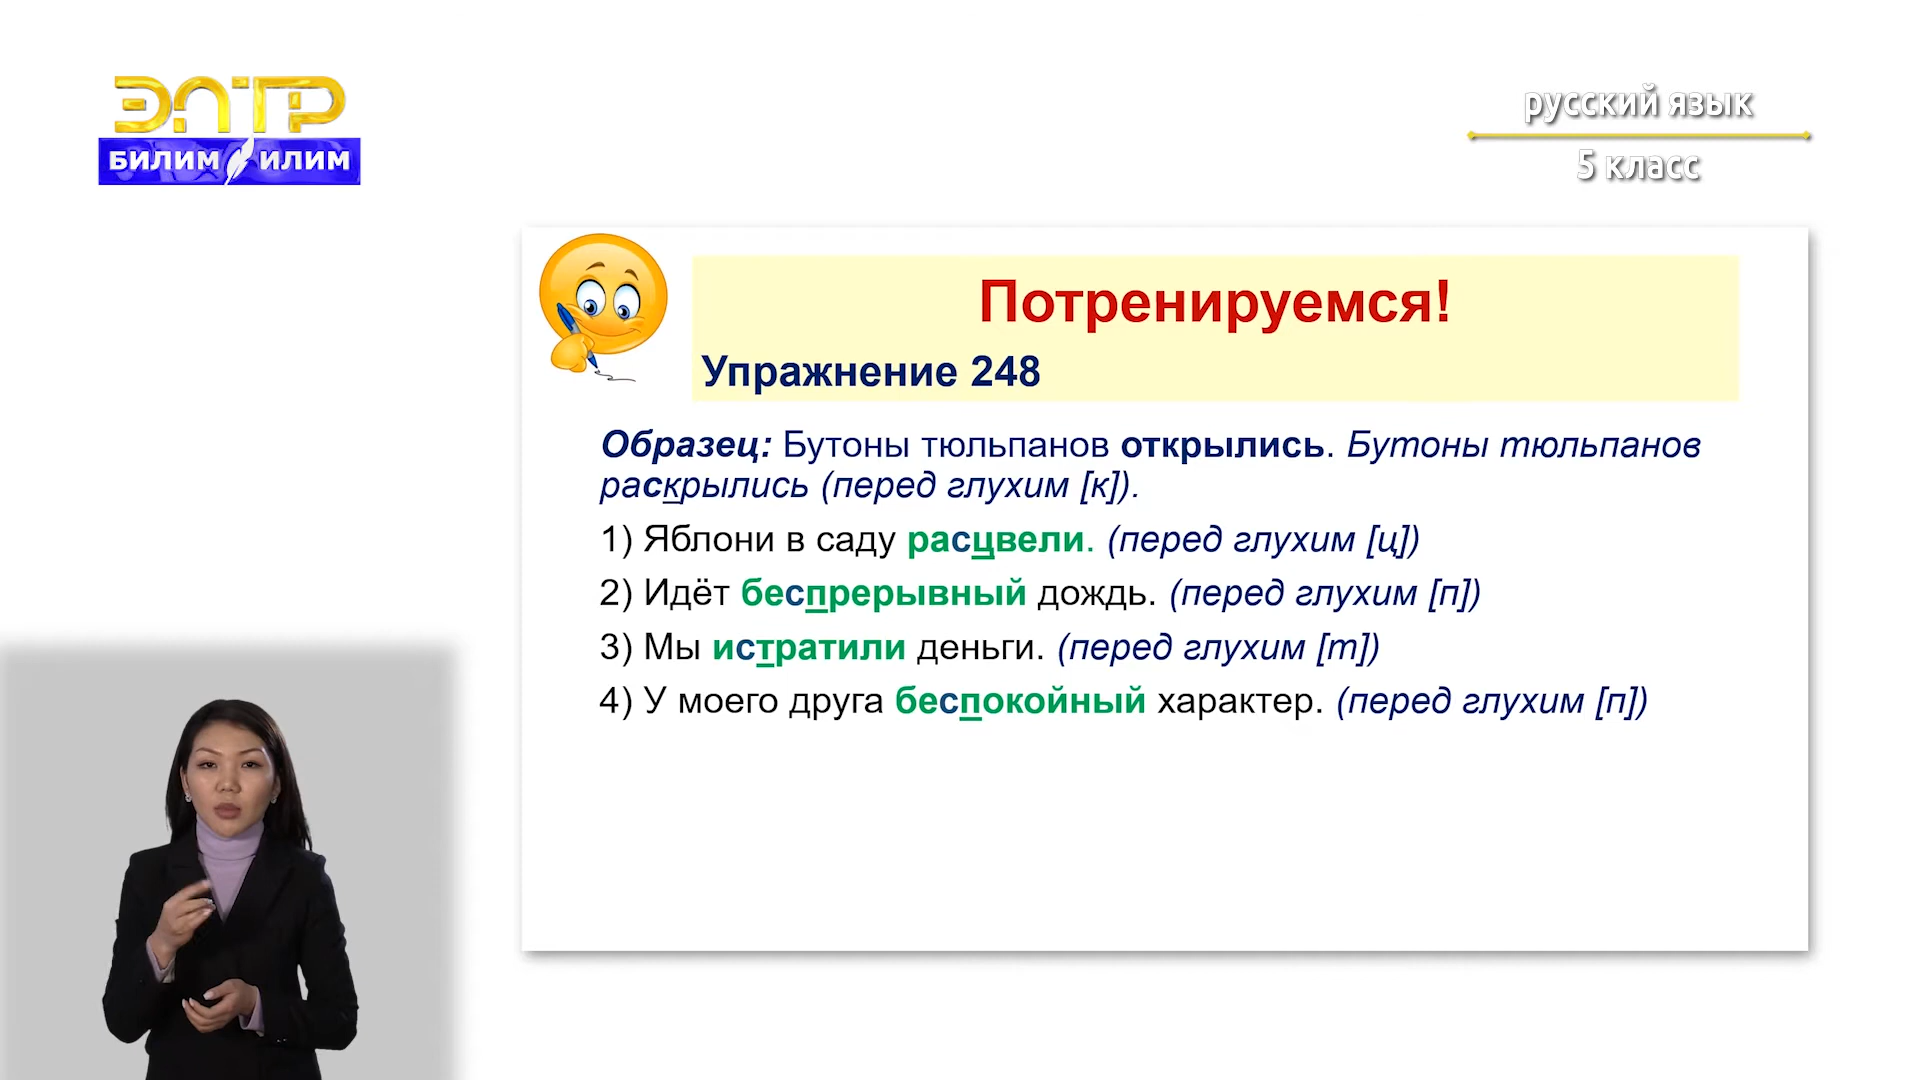 ЭЛТР
БИЛИМ ИЛИМ
русский язык
5 класс
Потренируемся!
Упражнение 248
Образец: Бутоны тюльпанов открылись. Бутоны тюльпанов
раскрылись (перед глухим [к]).
1) Яблони в саду расцвели. (перед глухим [ц])
2) Идёт беспрерывный дождь. (перед глухим [п])
3) Мы истратили деньги. (перед глухим [т])
4) У моего друга беспокойный характер. (перед глухим [п])